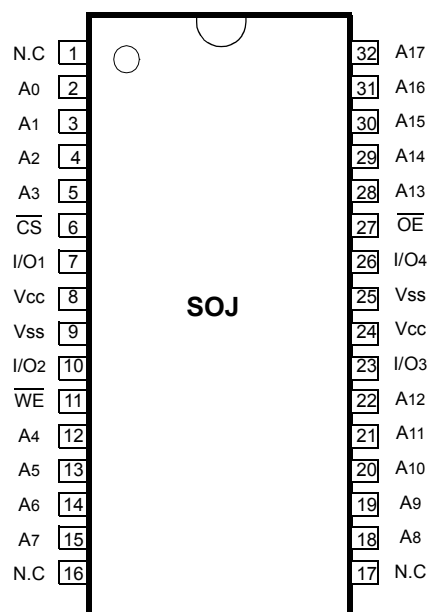 N.C 1 32 A17
A0 2 31 A16
A1 3 30 A15
A2 4 29 A14
A3 5 28 A13
C̅S̅ 6 27 O̅E̅
I/O1 7 26 I/O4
Vcc 8 25 Vss
SOJ
Vss 9 24 Vcc
I/O2 10 23 I/O3
W̅E̅ 11 22 A12
A4 12 21 A11
A5 13 20 A10
A6 14 19 A9
A7 15 18 A8
N.C 16 17 N.C